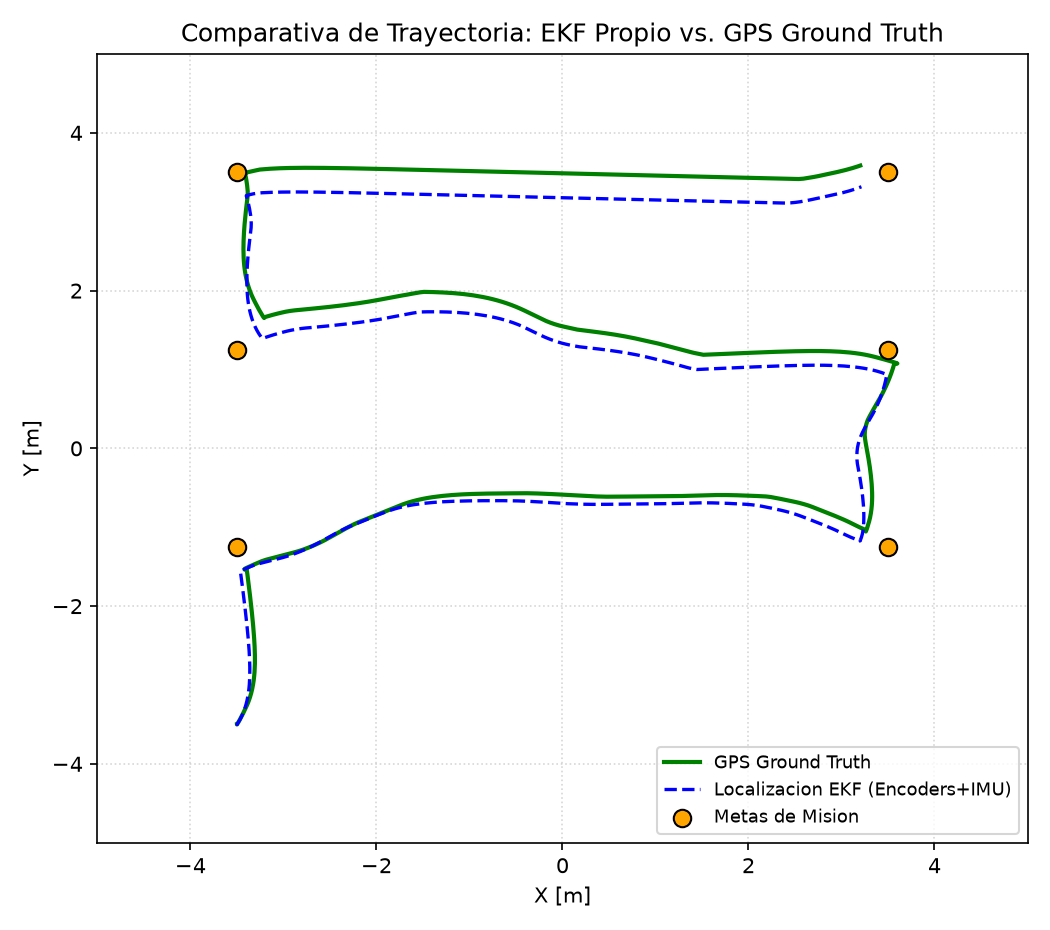 Comparativa de Trayectoria: EKF Propio vs. GPS Ground Truth
4
2
0
−2
−4
Y [m]
GPS Ground Truth
Localizacion EKF (Encoders+IMU)
Metas de Mision
−4 −2 0 2 4
X [m]